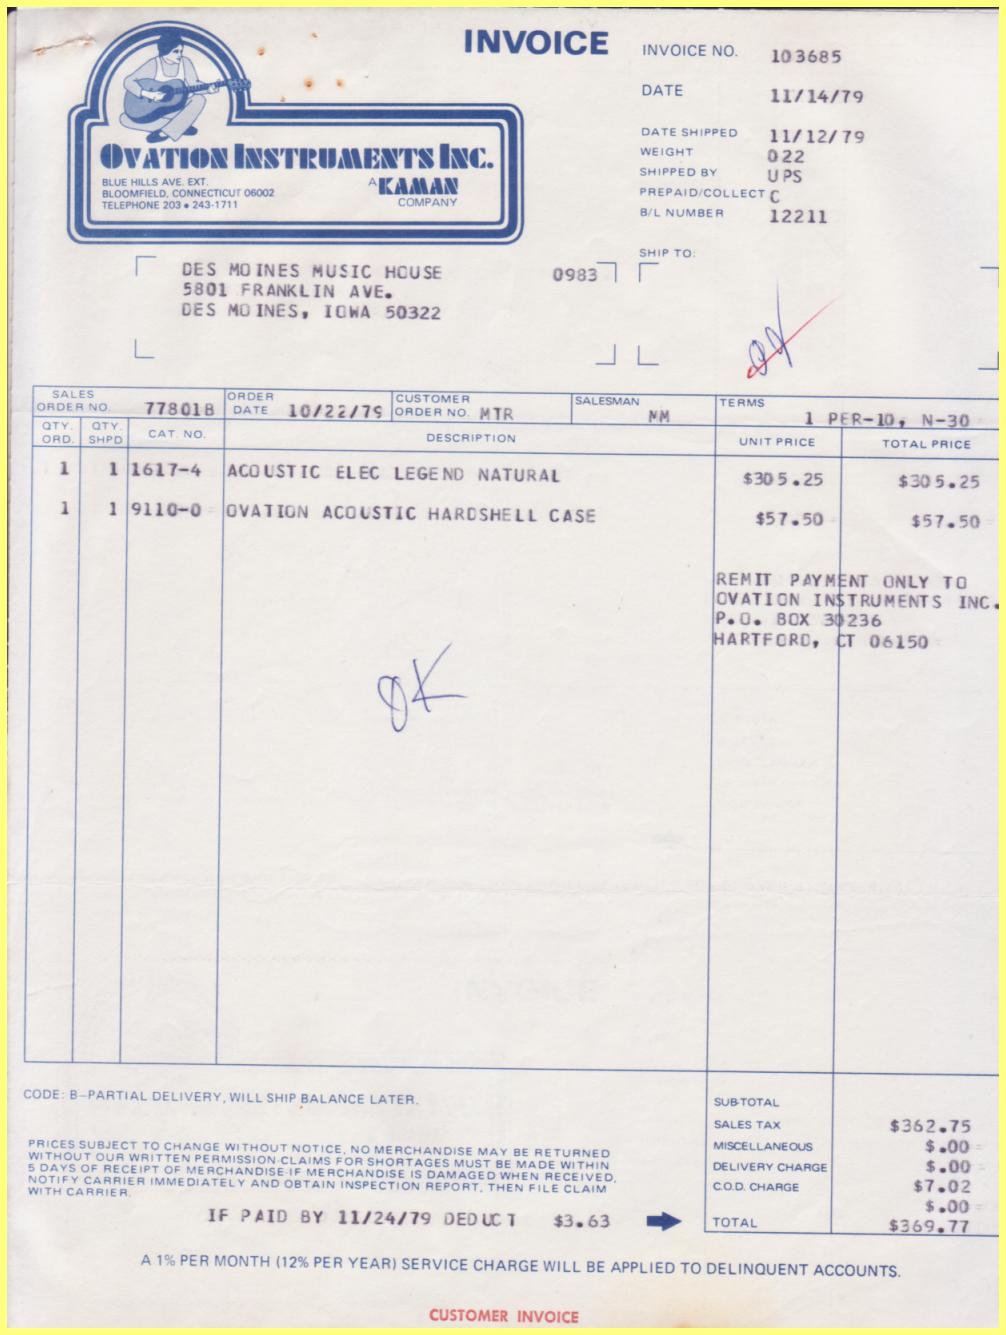 INVOICE
INVOICE NO. 103685
DATE 11/14/79
DATE SHIPPED 11/12/79
WEIGHT 022
SHIPPED BY UPS
PREPAID/COLLECT C
B/L NUMBER 12211
OVATION INSTRUMENTS INC.
BLUE HILLS AVE. EXT.
BLOOMFIELD, CONNECTICUT 06002
TELEPHONE 203 • 243-1711
A KAMAN
COMPANY
SHIP TO:
DES MOINES MUSIC HOUSE 0983
5801 FRANKLIN AVE.
DES MOINES, IOWA 50322
OK
SALES ORDER NO. 77801B ORDER DATE 10/22/79 CUSTOMER ORDER NO. MTR SALESMAN NM TERMS 1 PER-10, N-30
QTY. ORD. QTY. SHPD CAT. NO. DESCRIPTION UNIT PRICE TOTAL PRICE
1 1 1617-4 ACOUSTIC ELEC LEGEND NATURAL $305.25 $305.25
1 1 9110-0 OVATION ACOUSTIC HARDSHELL CASE $57.50 $57.50
REMIT PAYMENT ONLY TO
OVATION INSTRUMENTS INC.
P.O. BOX 30236
HARTFORD, CT 06150
OK
CODE: B-PARTIAL DELIVERY, WILL SHIP BALANCE LATER.
PRICES SUBJECT TO CHANGE WITHOUT NOTICE, NO MERCHANDISE MAY BE RETURNED
WITHOUT OUR WRITTEN PERMISSION-CLAIMS FOR SHORTAGES MUST BE MADE WITHIN
5 DAYS OF RECEIPT OF MERCHANDISE-IF MERCHANDISE IS DAMAGED WHEN RECEIVED,
NOTIFY CARRIER IMMEDIATELY AND OBTAIN INSPECTION REPORT, THEN FILE CLAIM
WITH CARRIER.
SUB-TOTAL
SALES TAX $362.75
MISCELLANEOUS $.00
DELIVERY CHARGE $.00
C.O.D. CHARGE $7.02
$.00
TOTAL $369.77
IF PAID BY 11/24/79 DEDUCT $3.63
A 1% PER MONTH (12% PER YEAR) SERVICE CHARGE WILL BE APPLIED TO DELINQUENT ACCOUNTS.
CUSTOMER INVOICE